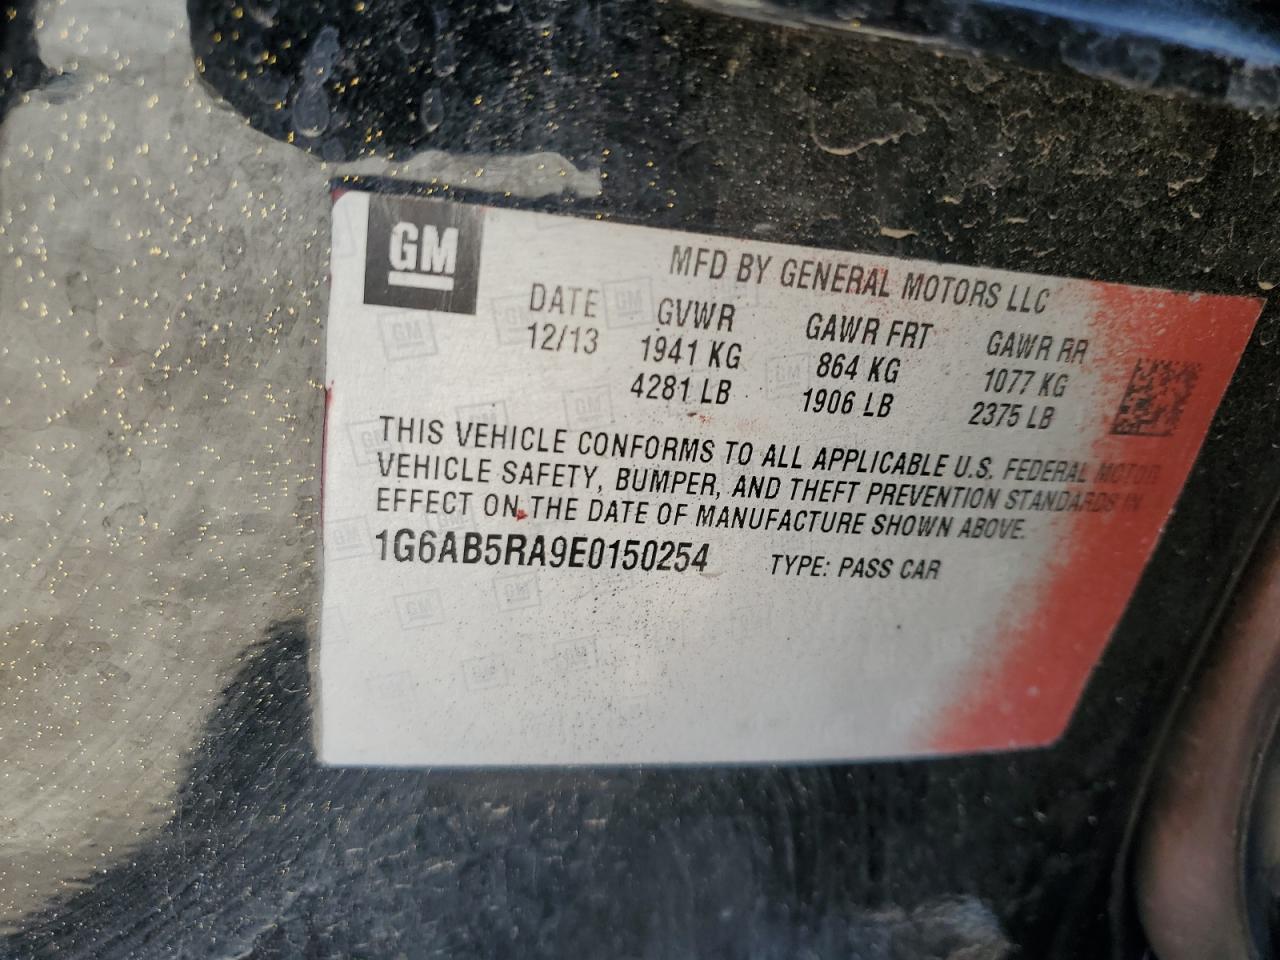 GM
MFD BY GENERAL MOTORS LLC
DATE GVWR GAWR FRT GAWR RR
12/13 1941 KG 864 KG 1077 KG
4281 LB 1906 LB 2375 LB
THIS VEHICLE CONFORMS TO ALL APPLICABLE U.S. FEDERAL MOTOR
VEHICLE SAFETY, BUMPER, AND THEFT PREVENTION STANDARDS IN
EFFECT ON THE DATE OF MANUFACTURE SHOWN ABOVE.
1G6AB5RA9E0150254 TYPE: PASS CAR